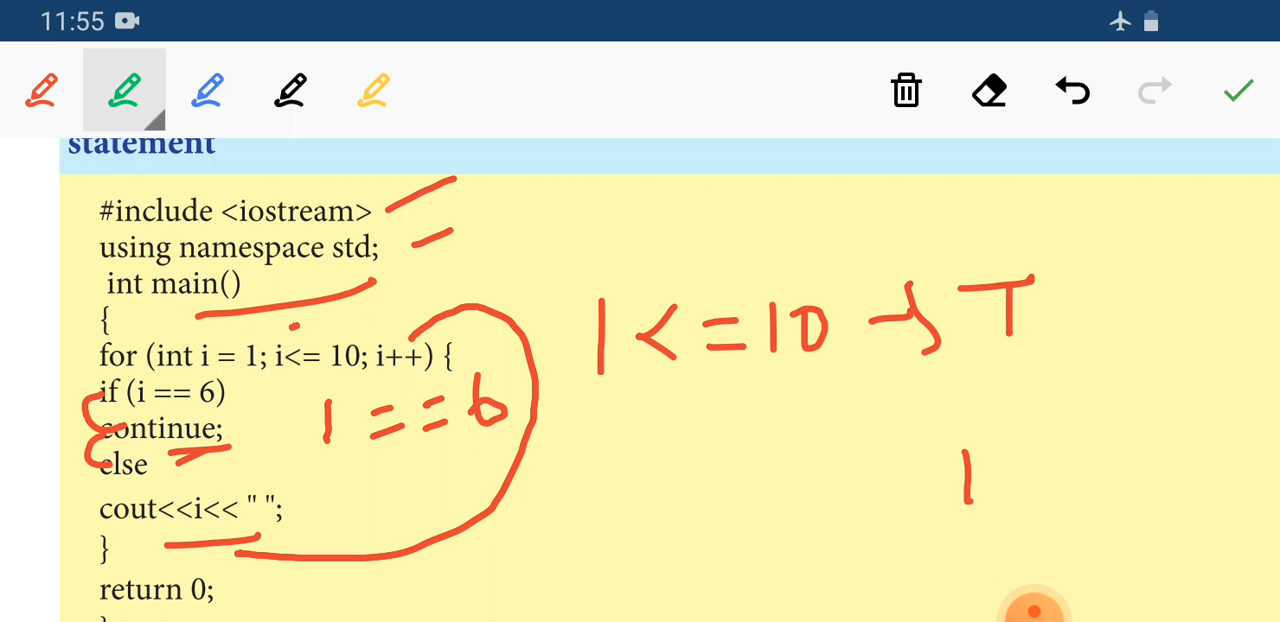 11:55
statement
#include <iostream>
using namespace std;
int main()
{
for (int i = 1; i<= 10; i++) {
if (i == 6)
continue;
else
cout<<i<< " ";
}
return 0;
1 <= 10 → T
1 == 6
1